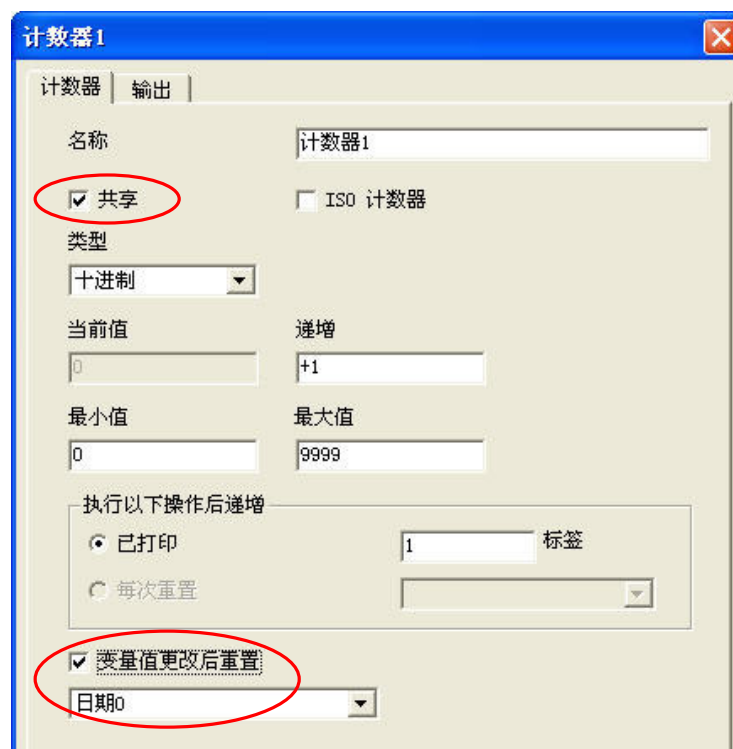 计数器1
计数器 输出
名称 计数器1
共享 ISO 计数器
类型
十进制
当前值 递增
0 +1
最小值 最大值
0 9999
执行以下操作后递增
已打印 1 标签
每次重置
变量值更改后重置
日期0